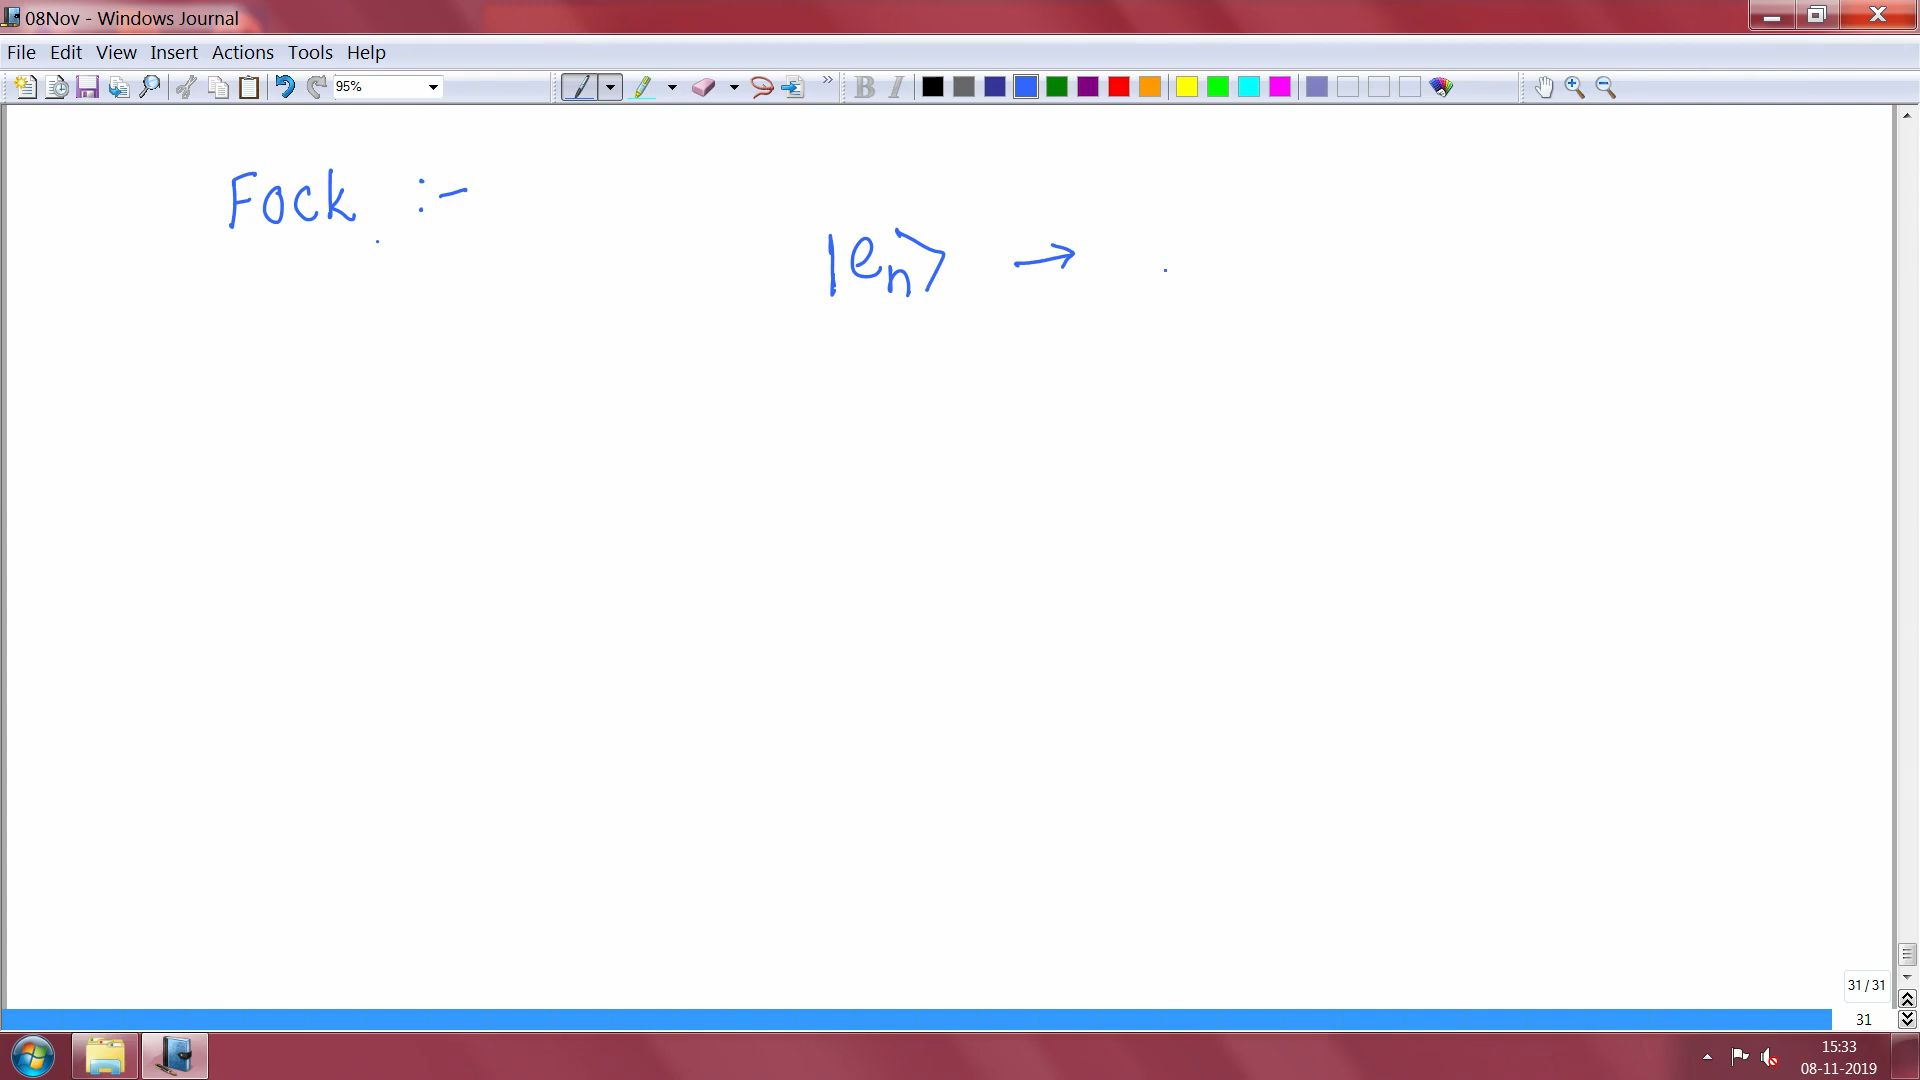 08Nov - Windows Journal
File Edit View Insert Actions Tools Help
95%
B I
Fock :-
|eₙ⟩ →
31 / 31
31
15:33
08-11-2019